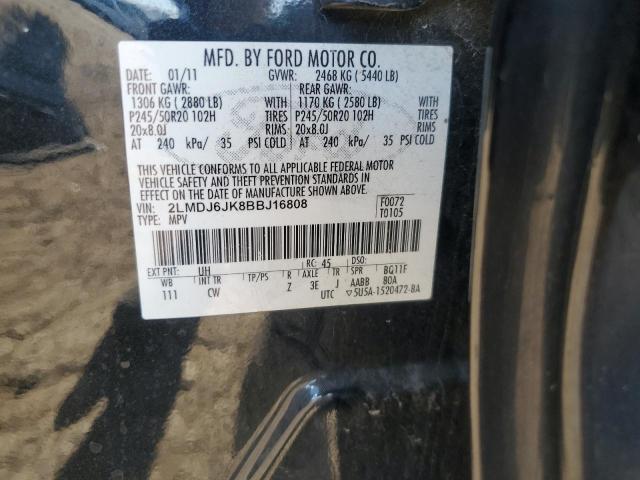 MFD. BY FORD MOTOR CO.
DATE: 01/11 GVWR: 2468 KG ( 5440 LB)
FRONT GAWR: REAR GAWR:
1306 KG ( 2880 LB) WITH 1170 KG ( 2580 LB) WITH
P245/50R20 102H TIRES P245/50R20 102H TIRES
20x8.0J RIMS: 20x8.0J RIMS
AT 240 kPa/ 35 PSI COLD AT 240 kPa/ 35 PSI COLD
THIS VEHICLE CONFORMS TO ALL APPLICABLE FEDERAL MOTOR
VEHICLE SAFETY AND THEFT PREVENTION STANDARDS IN
EFFECT ON THE DATE OF MANUFACTURE SHOWN ABOVE.
VIN: 2LMDJ6JK8BBJ16808 F0072
TYPE: MPV T0105
EXT PNT: UH RC: 45 DSO:
WB INT TR TP/PS R AXLE TR SPR BQ11F
111 CW Z 3E J AABB 80A
UTC ▽5U5A-1520472-BA